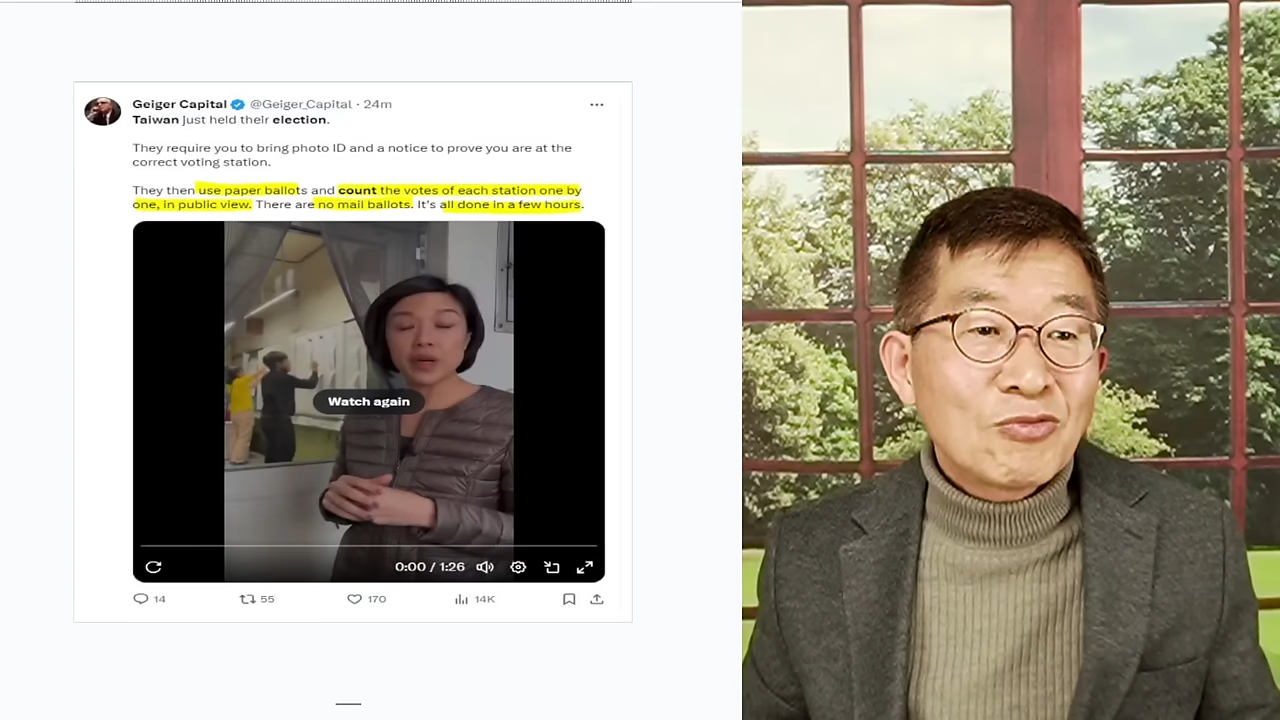 Geiger Capital @Geiger_Capital · 24m
Taiwan just held their election.
They require you to bring photo ID and a notice to prove you are at the
correct voting station.
They then use paper ballots and count the votes of each station one by
one, in public view. There are no mail ballots. It's all done in a few hours.
Watch again
0:00 / 1:26
14 55 170 14K